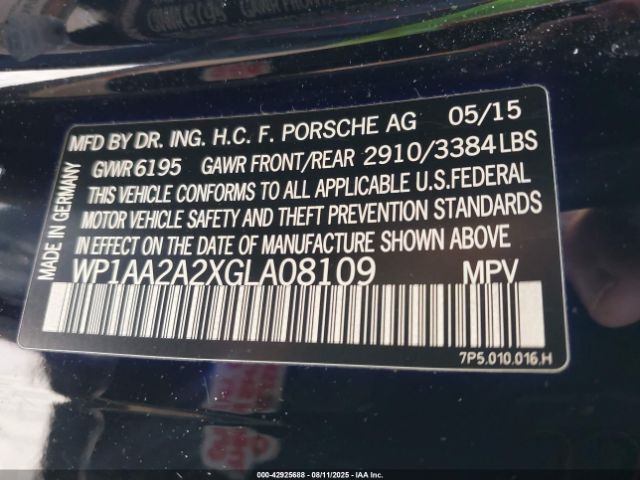 MFD BY DR. ING. H.C. F. PORSCHE AG 05/15
GVWR 6195 GAWR FRONT/REAR 2910/3384 LBS
THIS VEHICLE CONFORMS TO ALL APPLICABLE U.S.FEDERAL
MOTOR VEHICLE SAFETY AND THEFT PREVENTION STANDARDS
IN EFFECT ON THE DATE OF MANUFACTURE SHOWN ABOVE
WP1AA2A2XGLA08109 MPV
MADE IN GERMANY
7P5.010.016.H
000-42925688 - 08/11/2025 - IAAI.COM